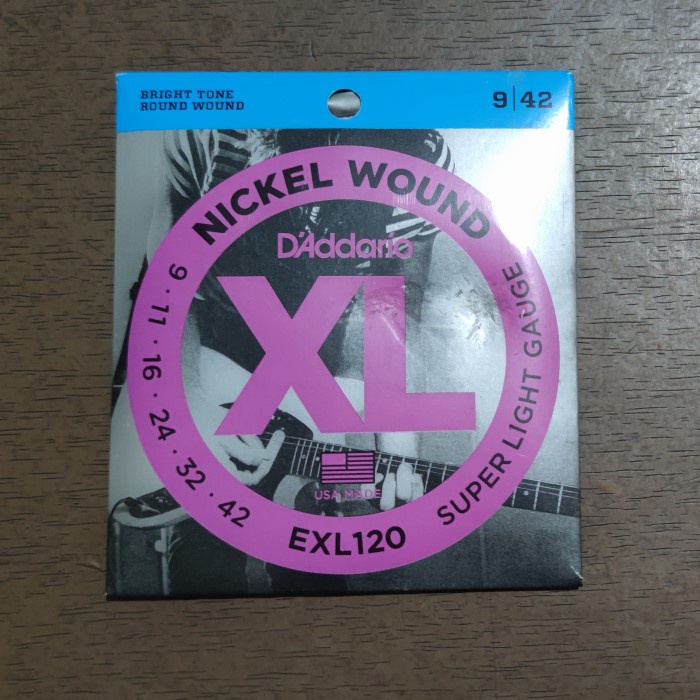 BRIGHT TONE
ROUND WOUND
9|42
NICKEL WOUND
D'Addario
XL
9 · 11 · 16 · 24 · 32 · 42
SUPER LIGHT GAUGE
USA MADE
EXL120